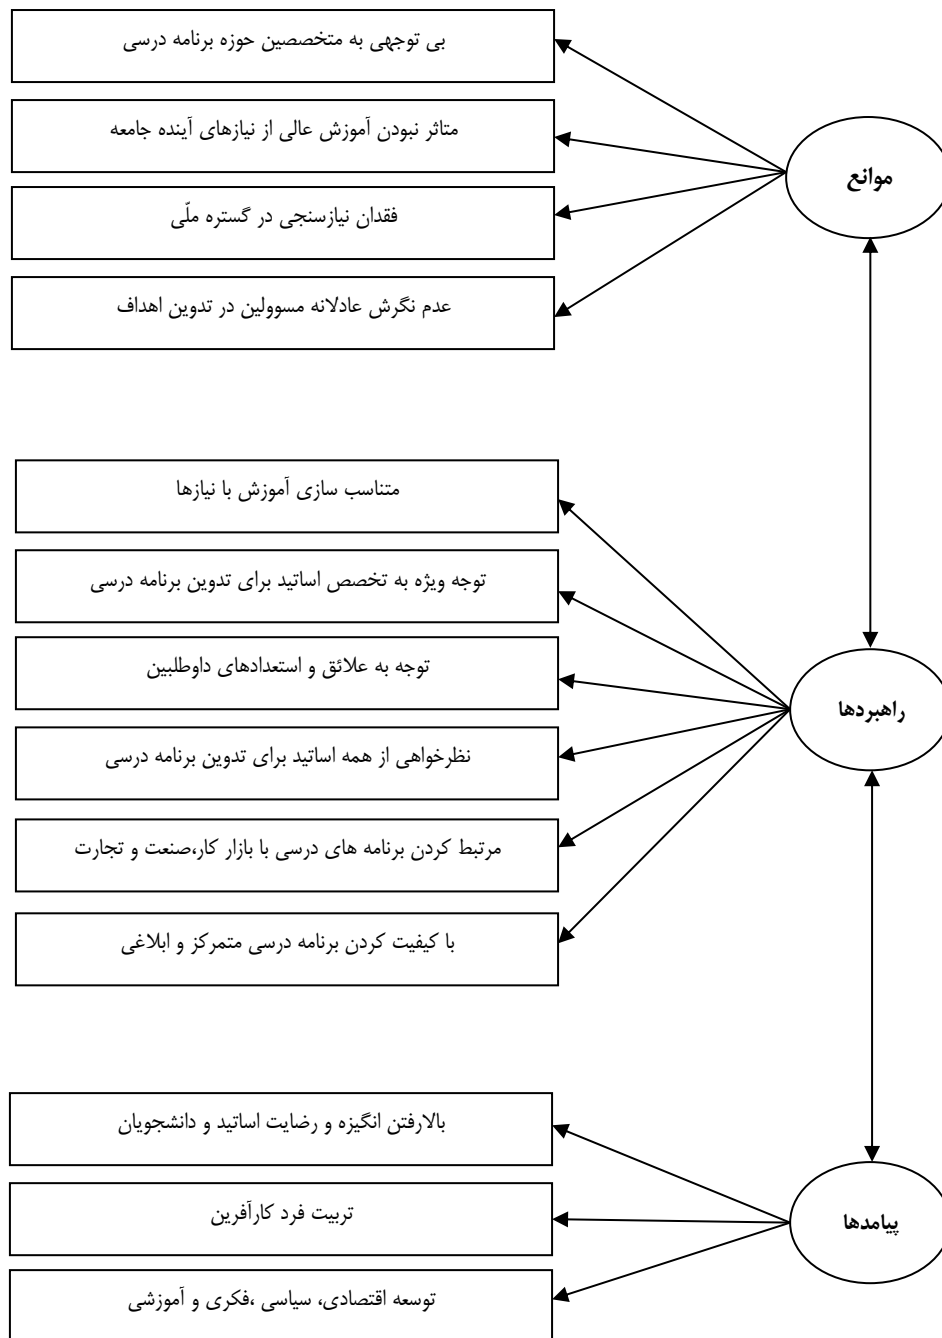 موانع
بی توجهی به متخصصین حوزه برنامه درسی
متاثر نبودن آموزش عالی از نیازهای آینده جامعه
فقدان نیازسنجی در گستره ملّی
عدم نگرش عادلانه مسوولین در تدوین اهداف
راهبردها
متناسب سازی آموزش با نیازها
توجه ویژه به تخصص اساتید برای تدوین برنامه درسی
توجه به علائق و استعدادهای داوطلبین
نظرخواهی از همه اساتید برای تدوین برنامه درسی
مرتبط کردن برنامه های درسی با بازار کار،صنعت و تجارت
با کیفیت کردن برنامه درسی متمرکز و ابلاغی
پیامدها
بالارفتن انگیزه و رضایت اساتید و دانشجویان
تربیت فرد کارآفرین
توسعه اقتصادی، سیاسی ،فکری و آموزشی